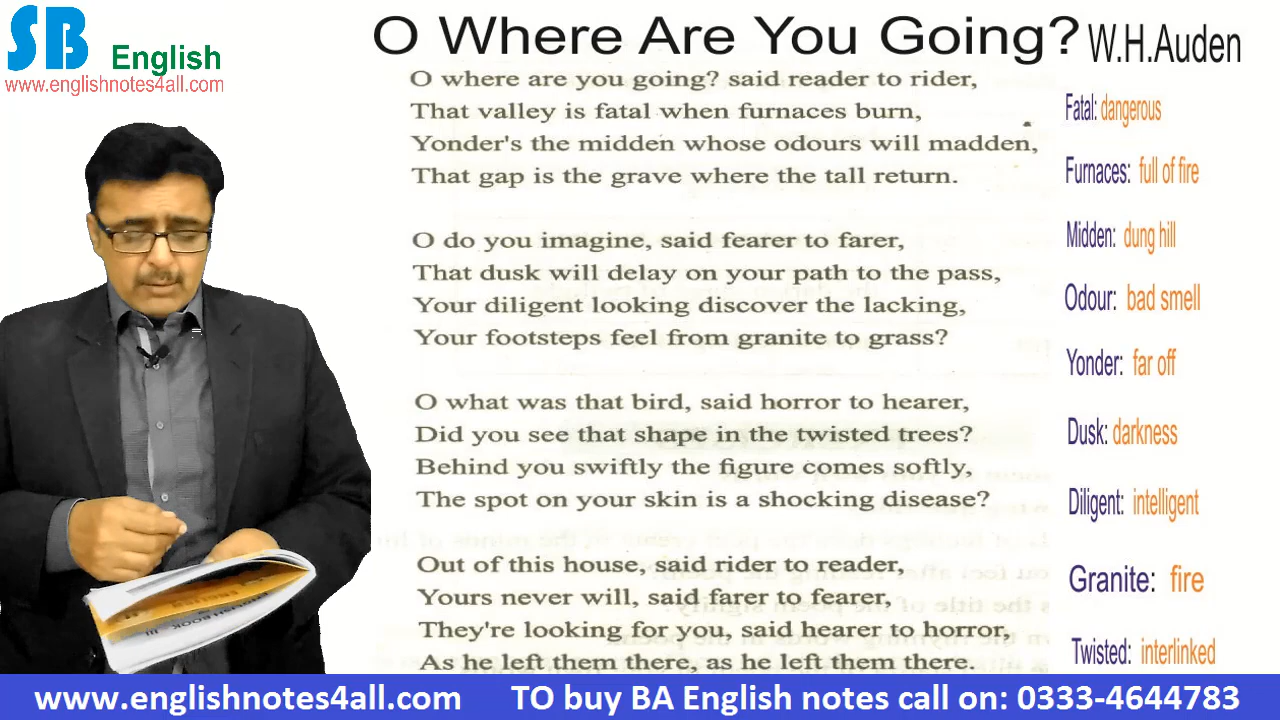 SB English
www.englishnotes4all.com
O Where Are You Going? W.H.Auden
O where are you going? said reader to rider,
That valley is fatal when furnaces burn,
Yonder's the midden whose odours will madden,
That gap is the grave where the tall return.
O do you imagine, said fearer to farer,
That dusk will delay on your path to the pass,
Your diligent looking discover the lacking,
Your footsteps feel from granite to grass?
O what was that bird, said horror to hearer,
Did you see that shape in the twisted trees?
Behind you swiftly the figure comes softly,
The spot on your skin is a shocking disease?
Out of this house, said rider to reader,
Yours never will, said farer to fearer,
They're looking for you, said hearer to horror,
As he left them there, as he left them there.
Fatal: dangerous
Furnaces: full of fire
Midden: dung hill
Odour: bad smell
Yonder: far off
Dusk: darkness
Diligent: intelligent
Granite: fire
Twisted: interlinked
www.englishnotes4all.com TO buy BA English notes call on: 0333-4644783